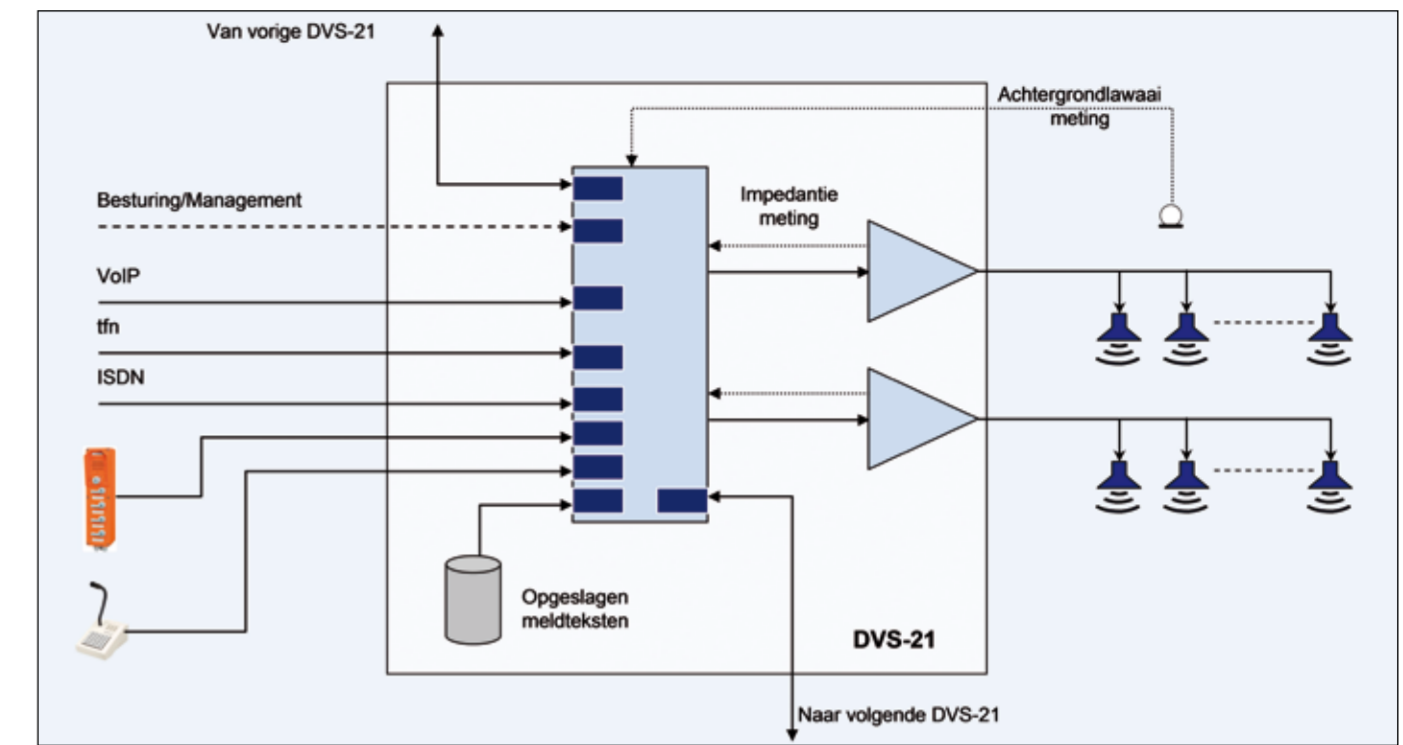 Van vorige DVS-21
Achtergrondlawaai
meting
Impedantie
meting
Besturing/Management
VoIP
tfn
ISDN
Opgeslagen
meldteksten
DVS-21
Naar volgende DVS-21